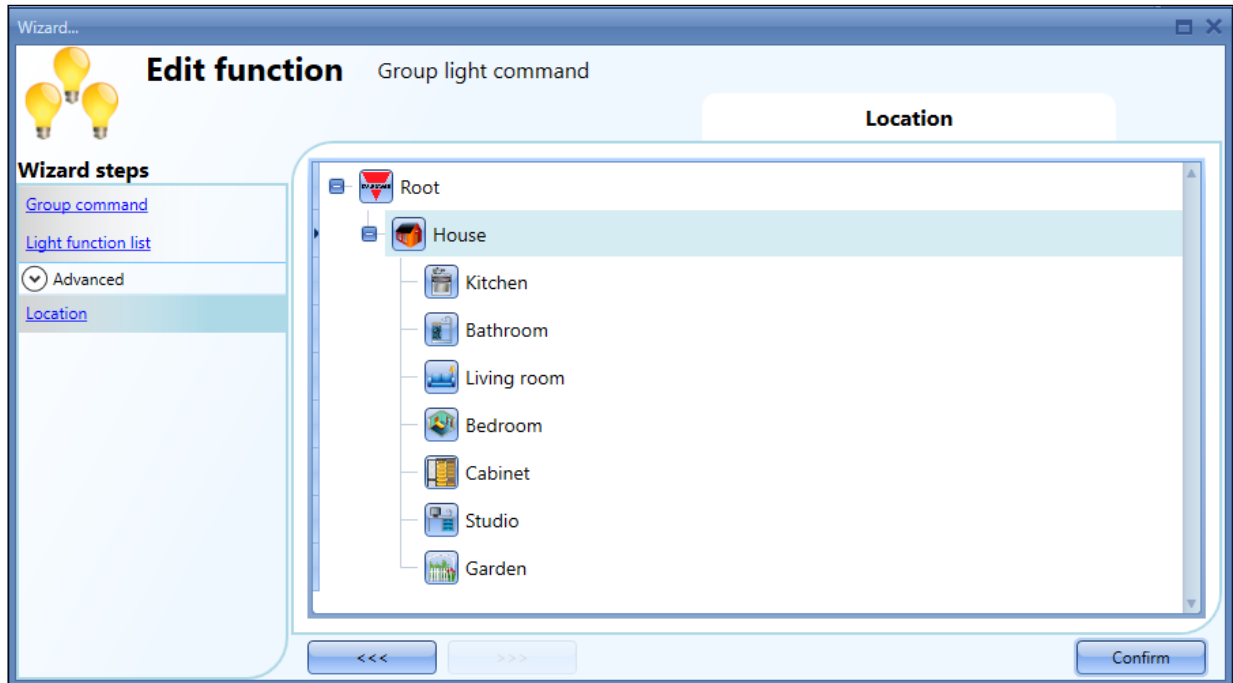 Wizard...
Edit function Group light command
Location
Wizard steps
Group command
Light function list
Advanced
Location
Root
House
Kitchen
Bathroom
Living room
Bedroom
Cabinet
Studio
Garden
<<< >>> Confirm